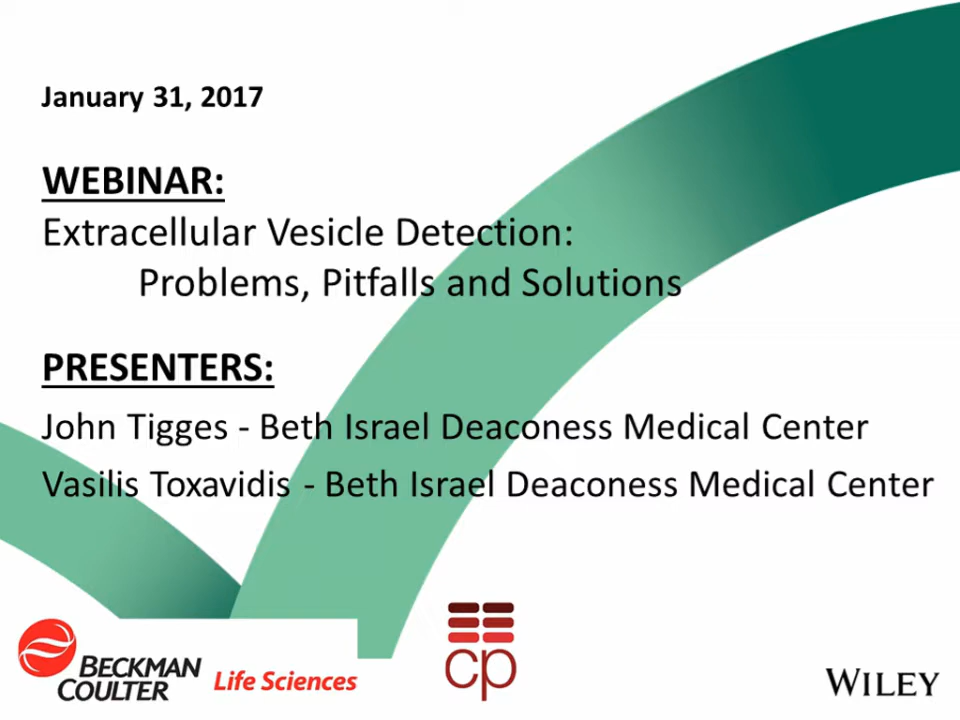 January 31, 2017
WEBINAR:
Extracellular Vesicle Detection:
Problems, Pitfalls and Solutions
PRESENTERS:
John Tigges - Beth Israel Deaconess Medical Center
Vasilis Toxavidis - Beth Israel Deaconess Medical Center
BECKMAN
COULTER Life Sciences
cp
WILEY